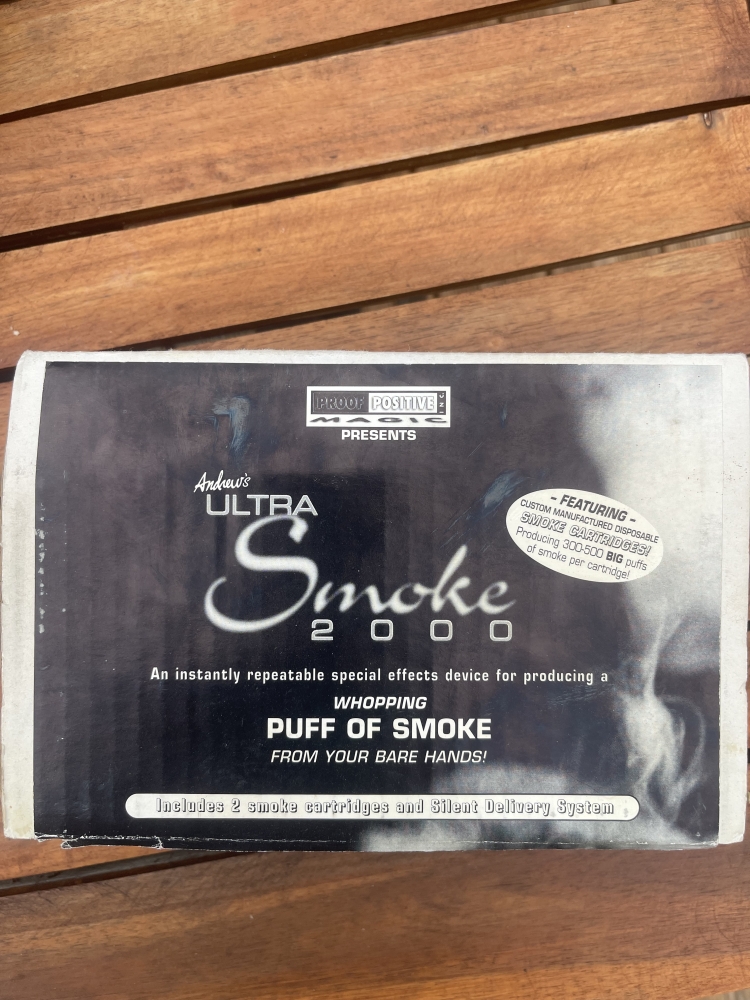 PROOF POSITIVE INC.
MAGIC
PRESENTS
Andrew's
ULTRA
Smoke
2000
- FEATURING -
CUSTOM MANUFACTURED DISPOSABLE
SMOKE CARTRIDGES!
Producing 300-500 BIG puffs
of smoke per cartridge!
An instantly repeatable special effects device for producing a
WHOPPING
PUFF OF SMOKE
FROM YOUR BARE HANDS!
Includes 2 smoke cartridges and Silent Delivery System